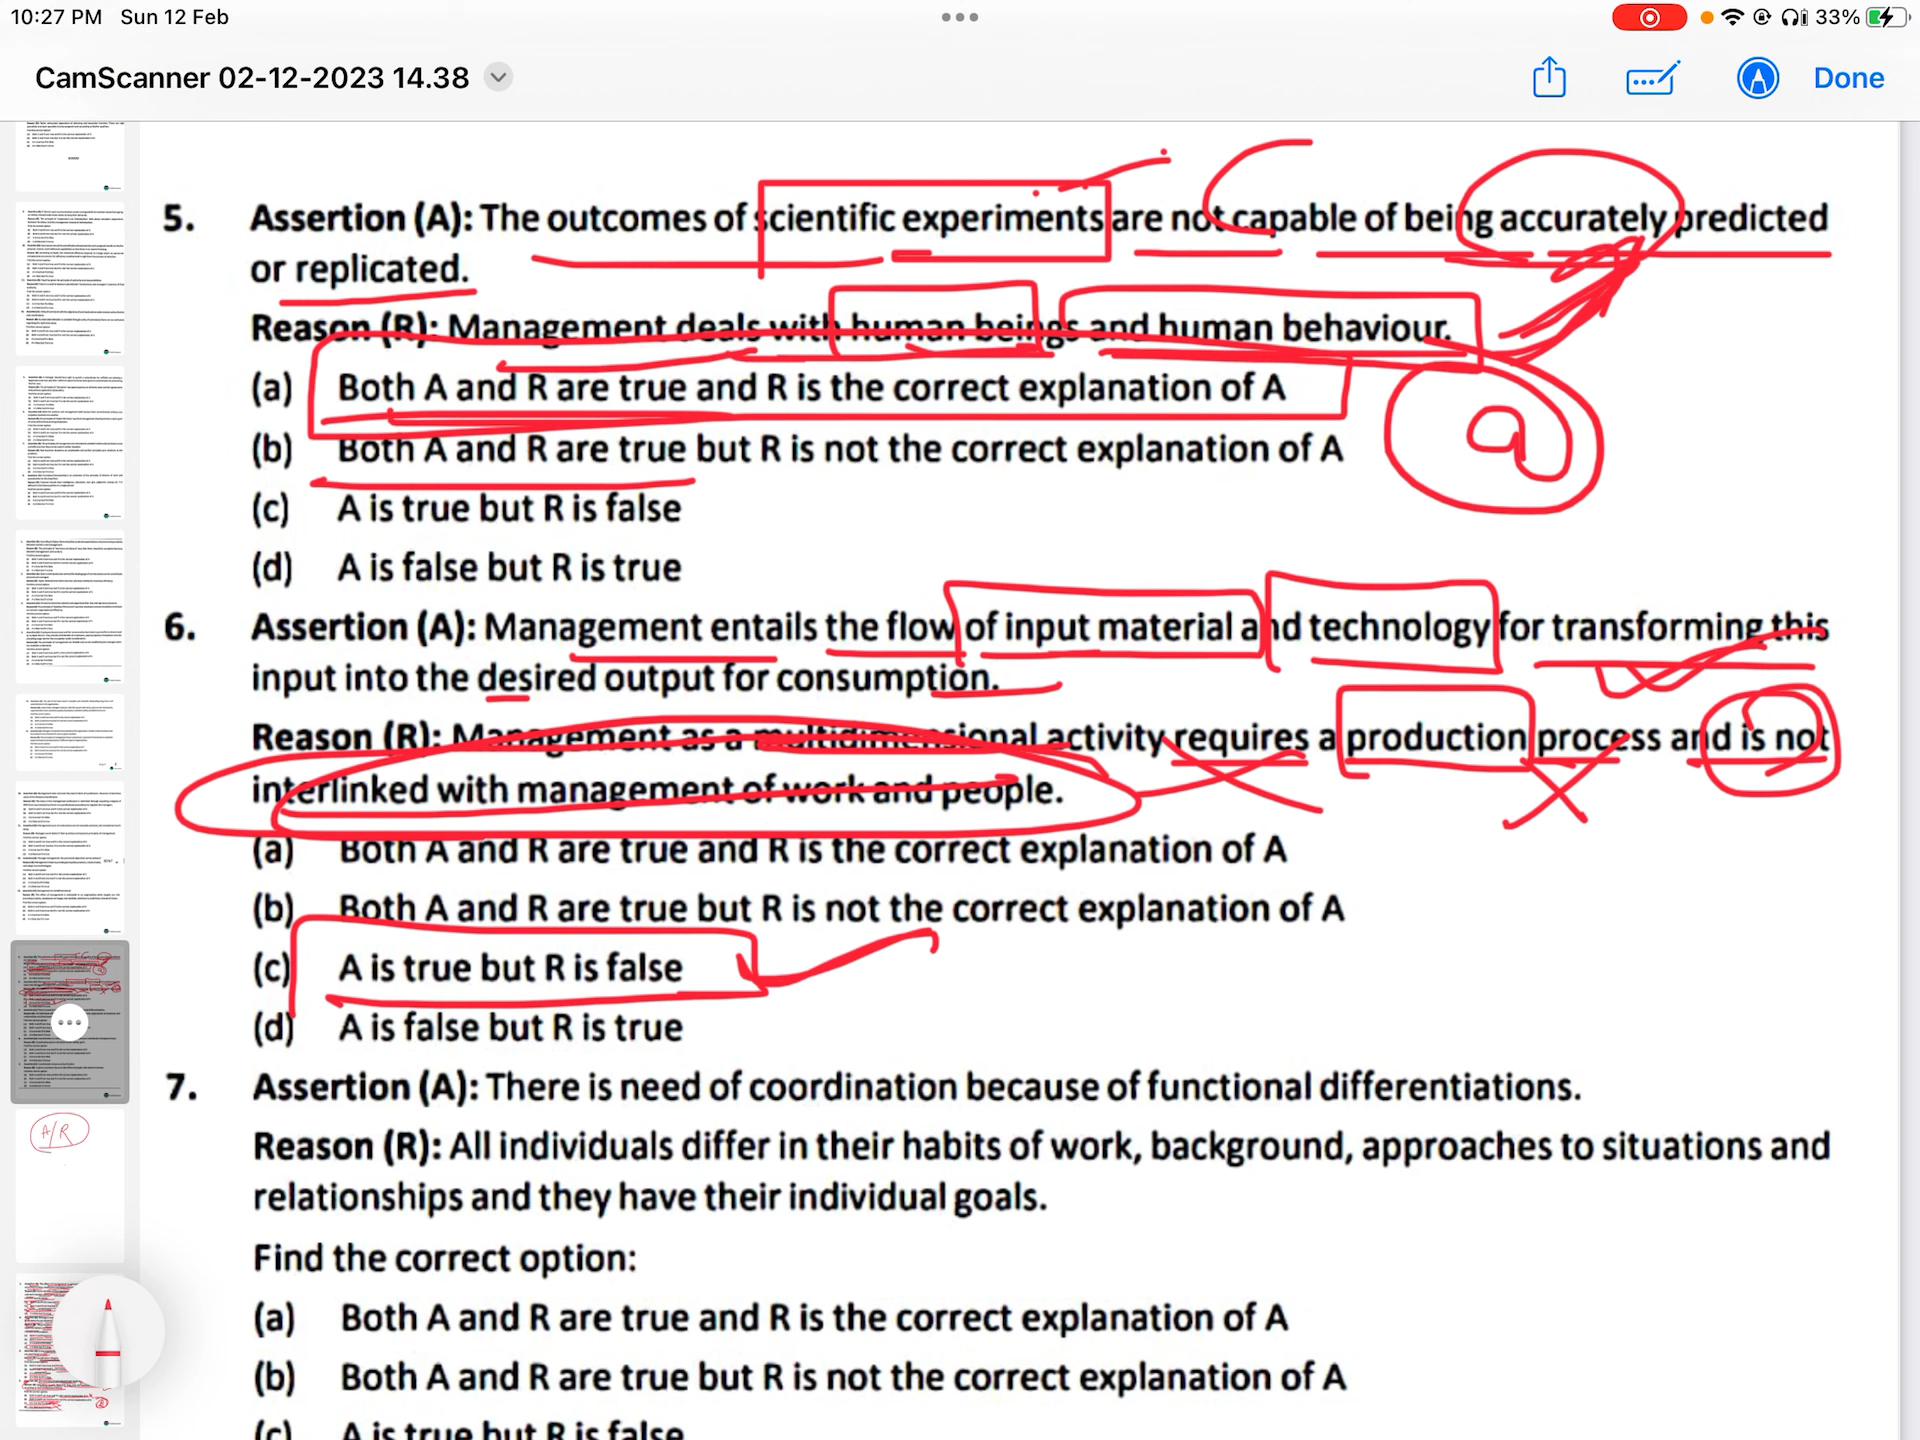 10:27 PM Sun 12 Feb
33%
CamScanner 02-12-2023 14.38
Done
5. Assertion (A): The outcomes of scientific experiments are not capable of being accurately predicted
or replicated.
Reason (R): Management deals with human beings and human behaviour.
(a) Both A and R are true and R is the correct explanation of A
a
(b) Both A and R are true but R is not the correct explanation of A
(c) A is true but R is false
(d) A is false but R is true
6. Assertion (A): Management entails the flow of input material and technology for transforming this
input into the desired output for consumption.
Reason (R): Management as a multidimensional activity requires a production process and is not
interlinked with management of work and people.
(a) Both A and R are true and R is the correct explanation of A
(b) Both A and R are true but R is not the correct explanation of A
(c) A is true but R is false
(d) A is false but R is true
7. Assertion (A): There is need of coordination because of functional differentiations.
Reason (R): All individuals differ in their habits of work, background, approaches to situations and
relationships and they have their individual goals.
Find the correct option:
(a) Both A and R are true and R is the correct explanation of A
(b) Both A and R are true but R is not the correct explanation of A
(c) A is true but R is false
A/R